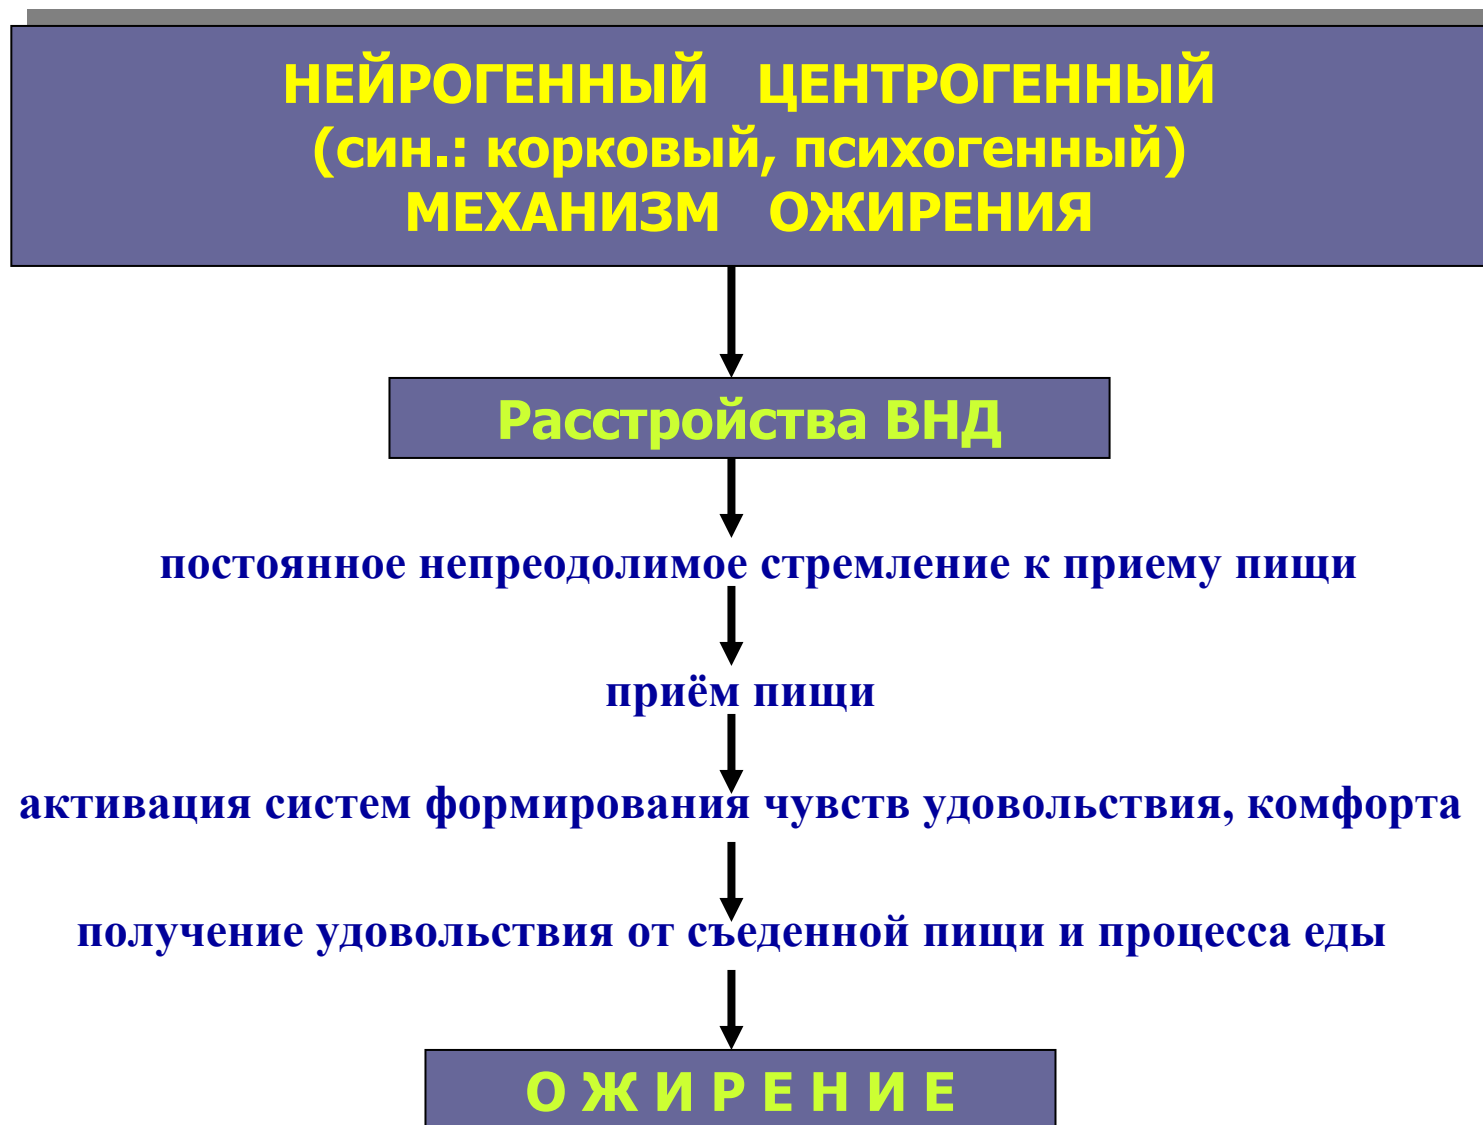 НЕЙРОГЕННЫЙ ЦЕНТРОГЕННЫЙ
(син.: корковый, психогенный)
МЕХАНИЗМ ОЖИРЕНИЯ
Расстройства ВНД
постоянное непреодолимое стремление к приему пищи
приём пищи
активация систем формирования чувств удовольствия, комфорта
получение удовольствия от съеденной пищи и процесса еды
О Ж И Р Е Н И Е